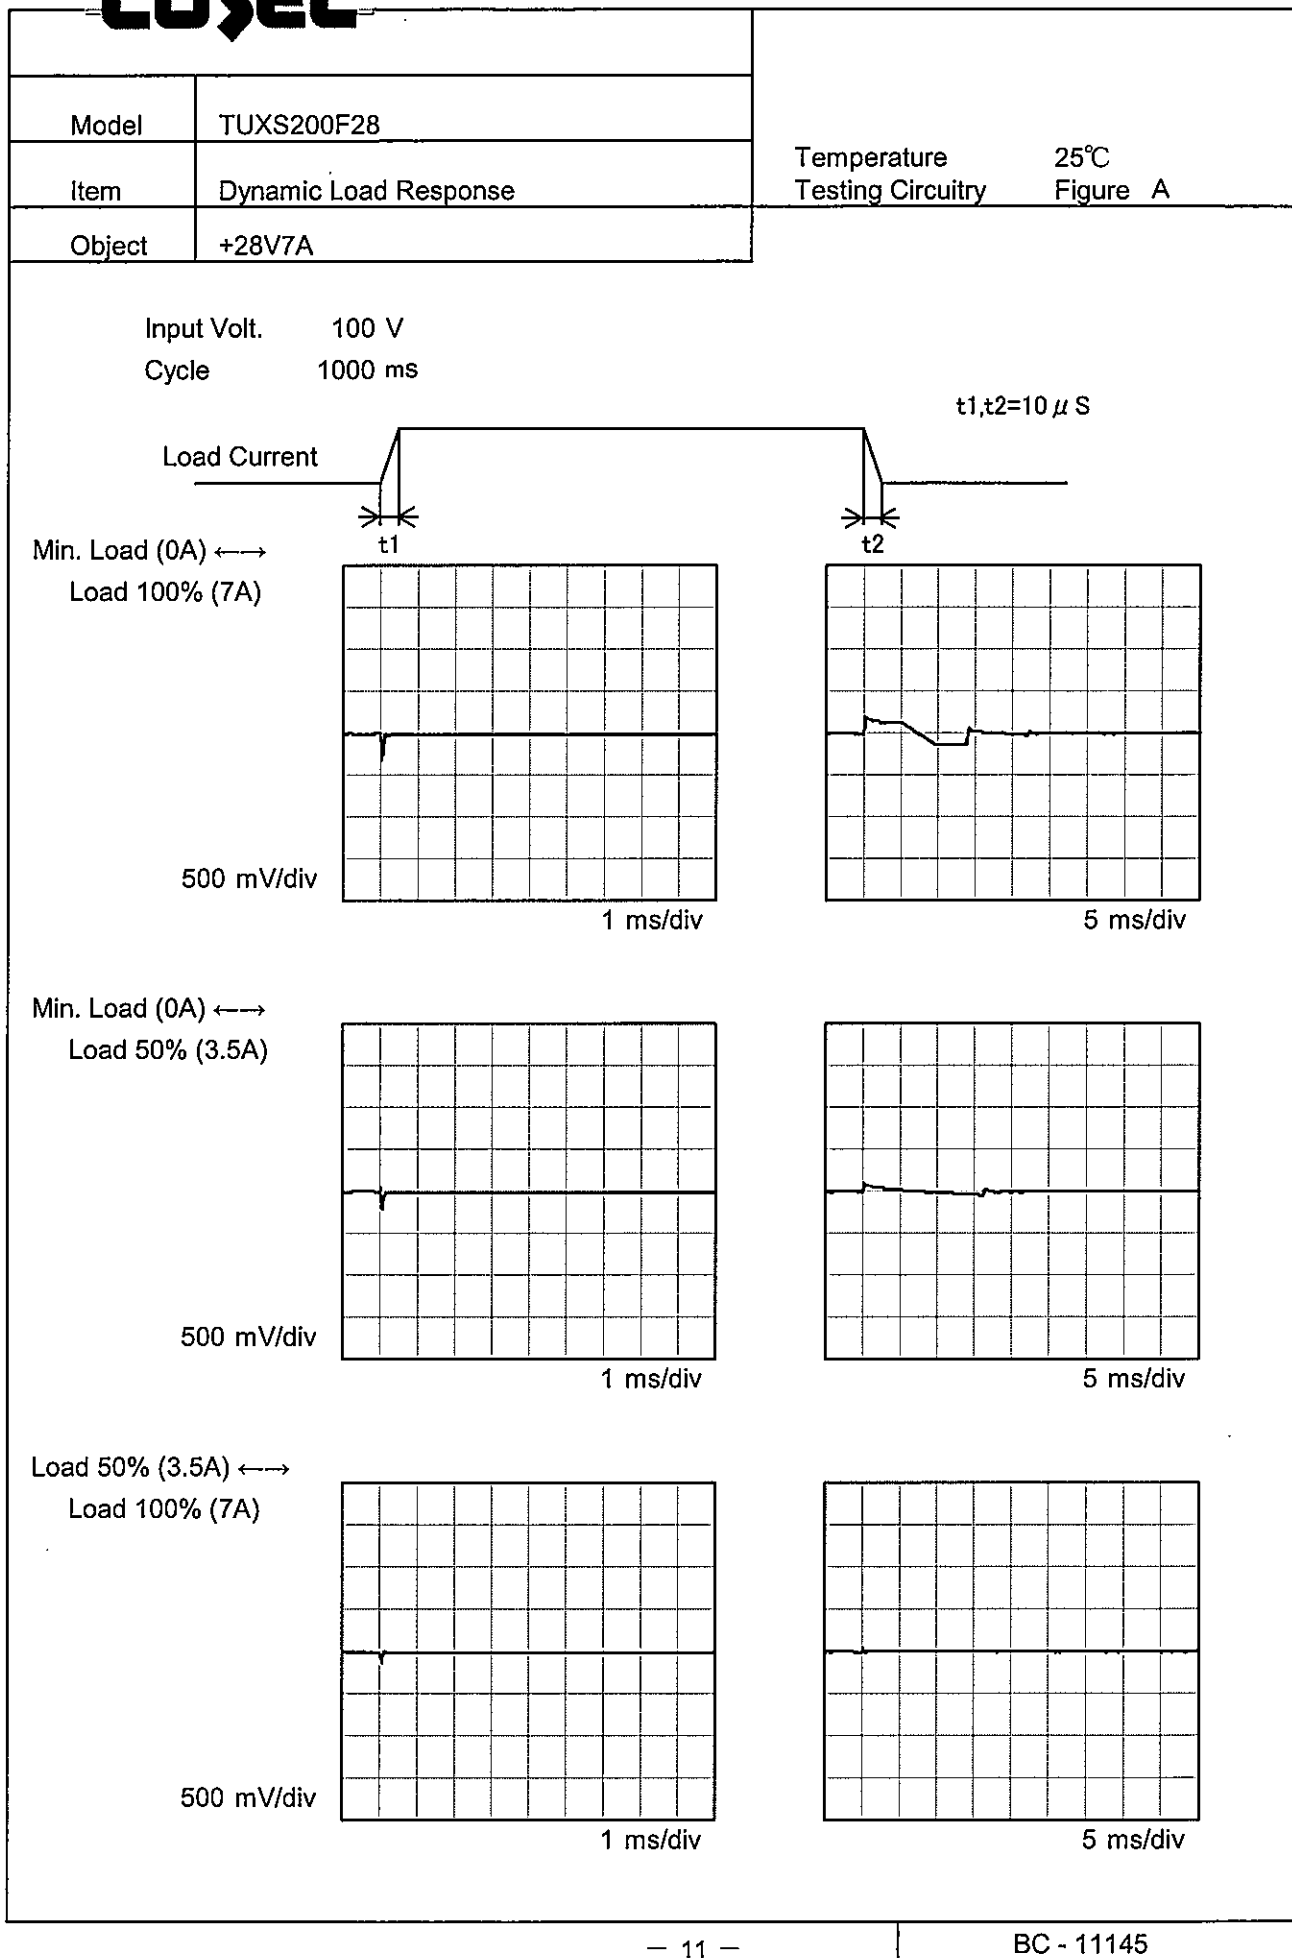 COSEL
Model TUXS200F28
Item Dynamic Load Response
Object +28V7A
Temperature 25℃
Testing Circuitry Figure A
Input Volt. 100 V
Cycle 1000 ms
t1,t2=10 μ S
Load Current
t1 t2
Min. Load (0A) ←→
Load 100% (7A)
500 mV/div
1 ms/div 5 ms/div
Min. Load (0A) ←→
Load 50% (3.5A)
500 mV/div
1 ms/div 5 ms/div
Load 50% (3.5A) ←→
Load 100% (7A)
500 mV/div
1 ms/div 5 ms/div
— 11 — BC - 11145